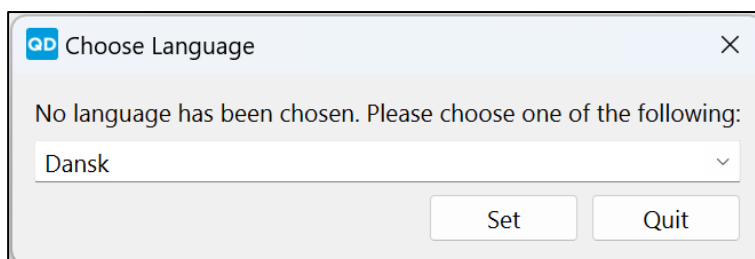 QD Choose Language
No language has been chosen. Please choose one of the following:
Dansk
Set Quit